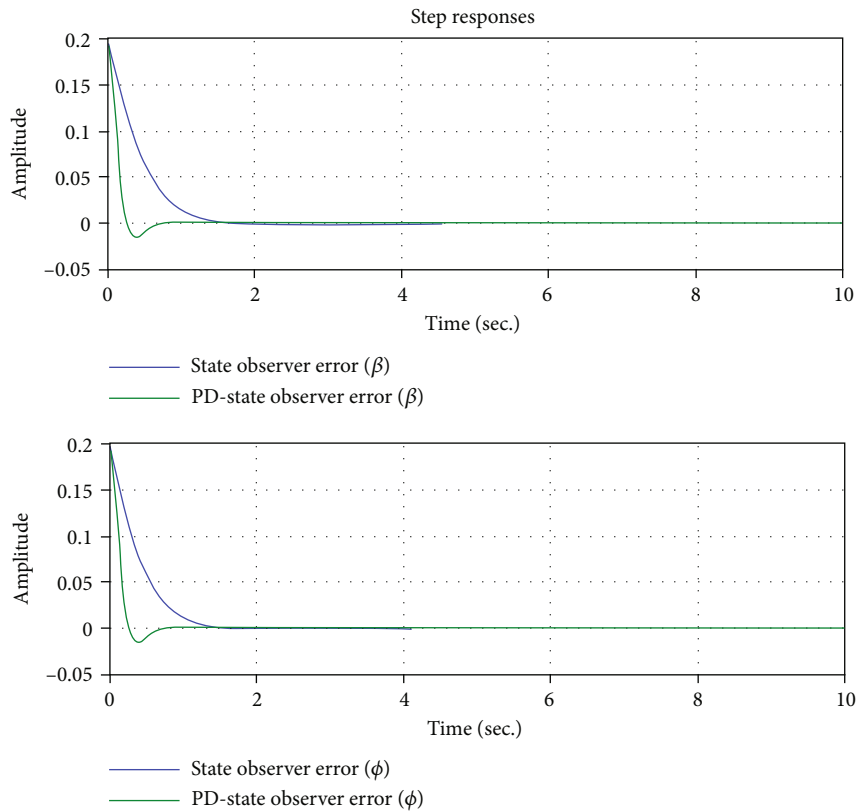 Step responses
Amplitude
0.2
0.15
0.1
0.05
0
−0.05
0 2 4 6 8 10
Time (sec.)
State observer error (β)
PD-state observer error (β)
Amplitude
0.2
0.15
0.1
0.05
0
−0.05
0 2 4 6 8 10
Time (sec.)
State observer error (ϕ)
PD-state observer error (ϕ)